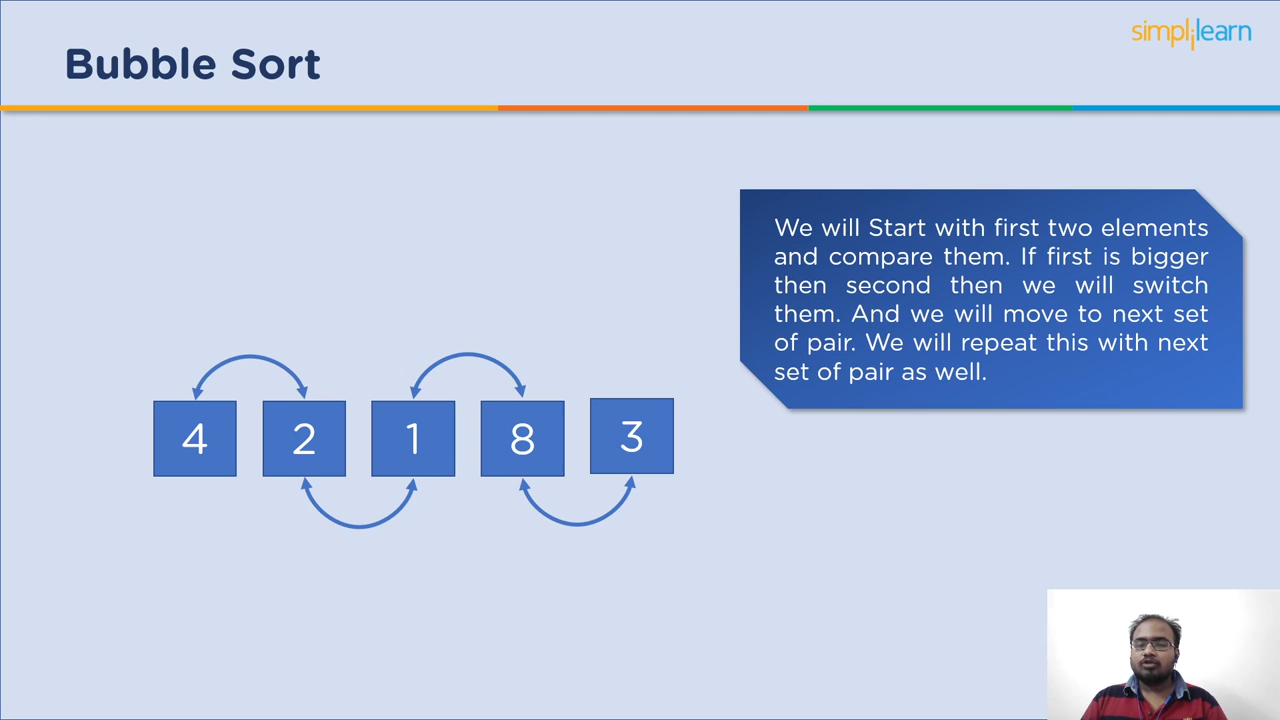 Bubble Sort
simplilearn
We will Start with first two elements
and compare them. If first is bigger
then second then we will switch
them. And we will move to next set
of pair. We will repeat this with next
set of pair as well.
4 2 1 8 3